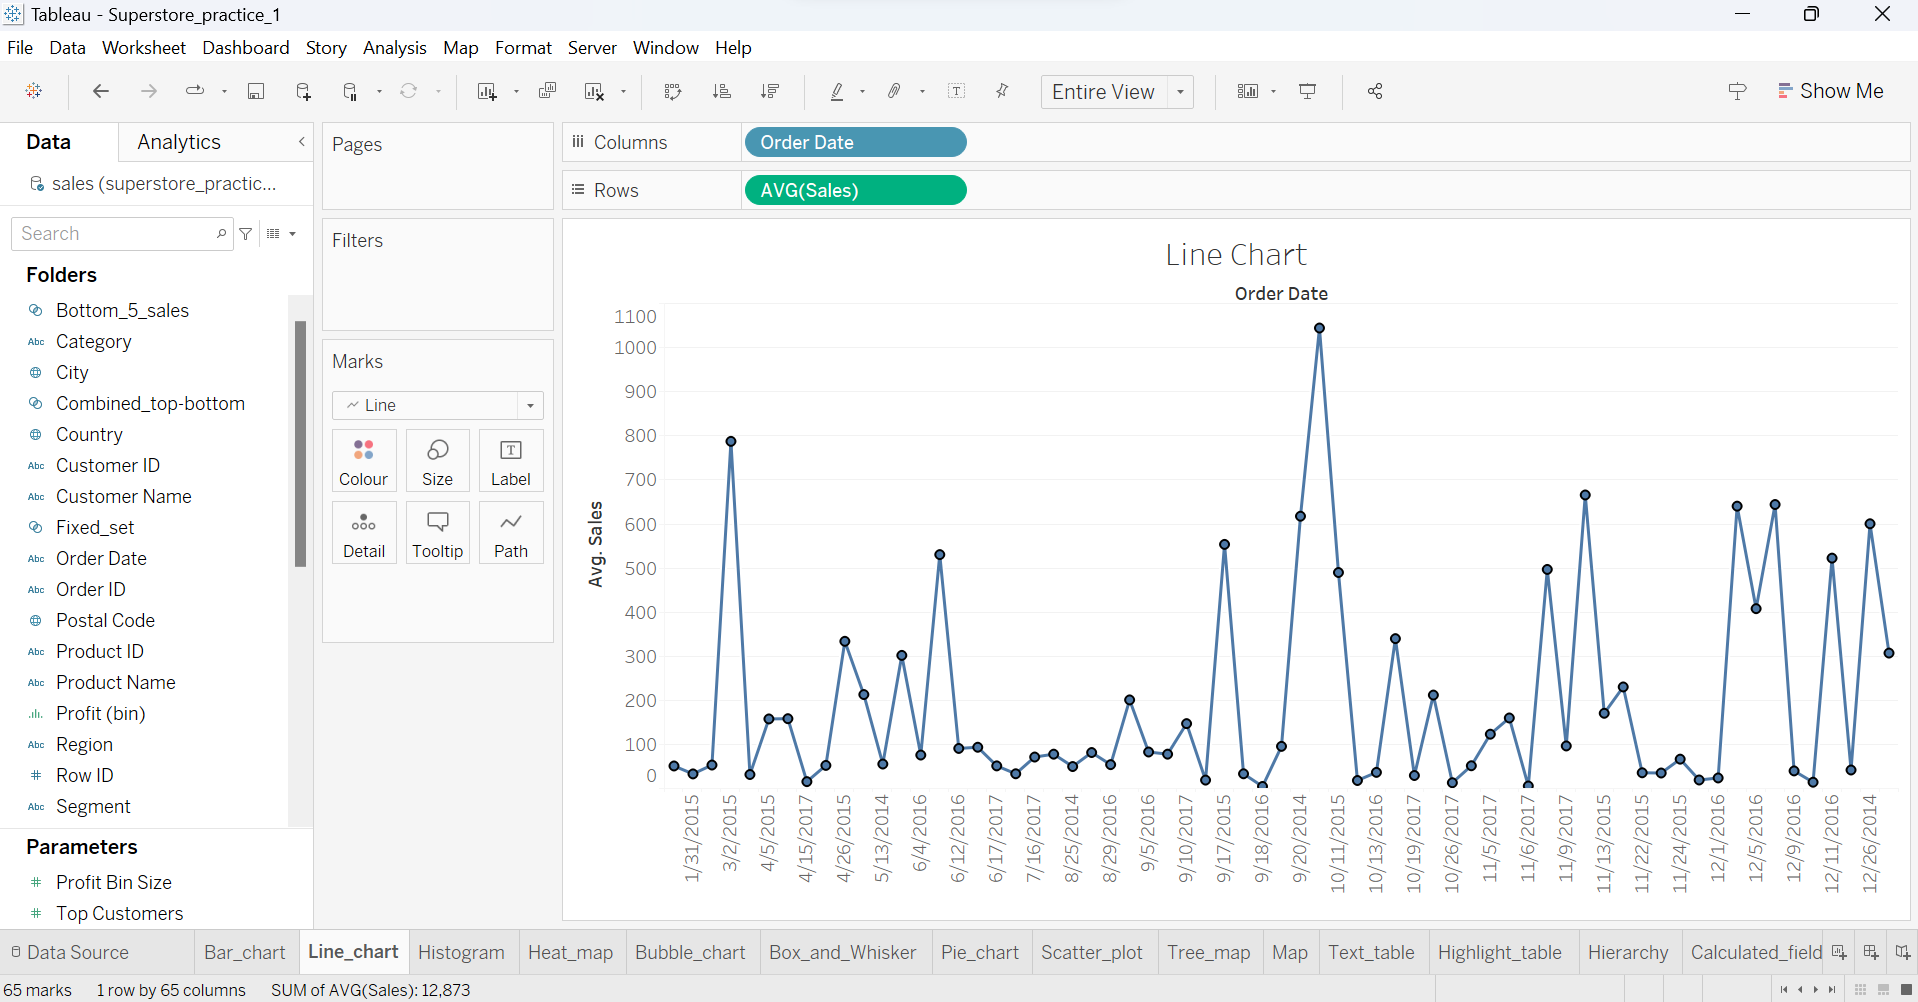 Tableau - Superstore_practice_1
File Data Worksheet Dashboard Story Analysis Map Format Server Window Help
Entire View
Show Me
Data
Analytics
sales (superstore_practic...
Search
Folders
Bottom_5_sales
Abc Category
City
Combined_top-bottom
Country
Abc Customer ID
Abc Customer Name
Fixed_set
Abc Order Date
Abc Order ID
Postal Code
Abc Product ID
Abc Product Name
Profit (bin)
Abc Region
# Row ID
Abc Segment
Parameters
# Profit Bin Size
# Top Customers
Pages
Filters
Marks
Line
Colour
Size
Label
Detail
Tooltip
Path
Columns
Order Date
Rows
AVG(Sales)
Line Chart
Order Date
Avg. Sales
1100
1000
900
800
700
600
500
400
300
200
100
0
1/31/2015
3/2/2015
4/5/2015
4/15/2017
4/26/2015
5/13/2014
6/4/2016
6/12/2016
6/17/2017
7/16/2017
8/25/2014
8/29/2016
9/5/2016
9/10/2017
9/17/2015
9/18/2016
9/20/2014
10/11/2015
10/13/2016
10/19/2017
10/26/2017
11/5/2017
11/6/2017
11/9/2017
11/13/2015
11/22/2015
11/24/2015
12/1/2016
12/5/2016
12/9/2016
12/11/2016
12/26/2014
Data Source
Bar_chart
Line_chart
Histogram
Heat_map
Bubble_chart
Box_and_Whisker
Pie_chart
Scatter_plot
Tree_map
Map
Text_table
Highlight_table
Hierarchy
Calculated_field
65 marks
1 row by 65 columns
SUM of AVG(Sales): 12,873